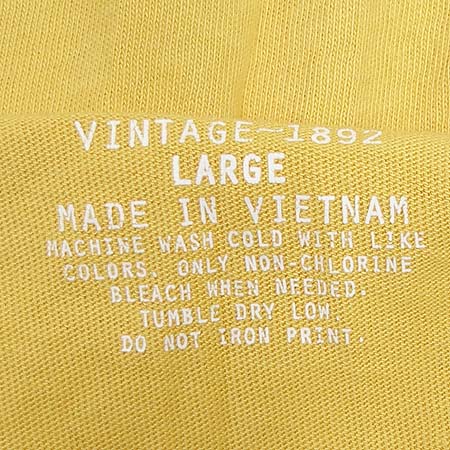 VINTAGE-1892
LARGE
MADE IN VIETNAM
MACHINE WASH COLD WITH LIKE
COLORS. ONLY NON-CHLORINE
BLEACH WHEN NEEDED.
TUMBLE DRY LOW.
DO NOT IRON PRINT.